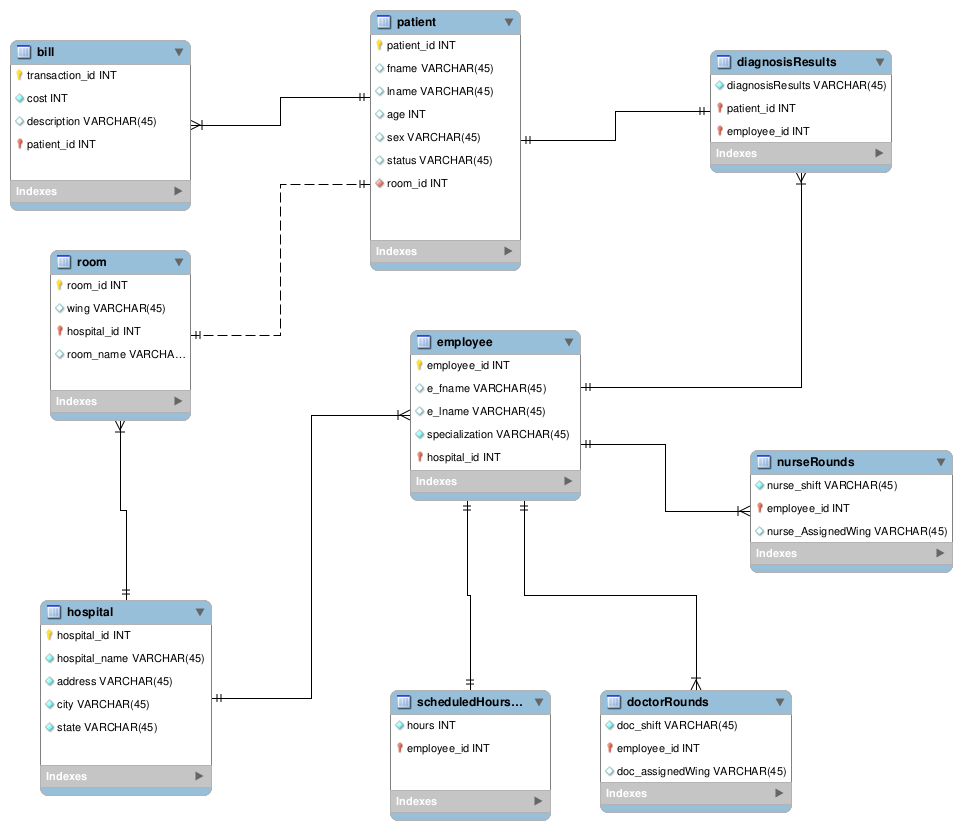 bill
transaction_id INT
cost INT
description VARCHAR(45)
patient_id INT
Indexes
patient
patient_id INT
fname VARCHAR(45)
lname VARCHAR(45)
age INT
sex VARCHAR(45)
status VARCHAR(45)
room_id INT
Indexes
diagnosisResults
diagnosisResults VARCHAR(45)
patient_id INT
employee_id INT
Indexes
room
room_id INT
wing VARCHAR(45)
hospital_id INT
room_name VARCHA...
Indexes
employee
employee_id INT
e_fname VARCHAR(45)
e_lname VARCHAR(45)
specialization VARCHAR(45)
hospital_id INT
Indexes
nurseRounds
nurse_shift VARCHAR(45)
employee_id INT
nurse_AssignedWing VARCHAR(45)
Indexes
hospital
hospital_id INT
hospital_name VARCHAR(45)
address VARCHAR(45)
city VARCHAR(45)
state VARCHAR(45)
Indexes
scheduledHours...
hours INT
employee_id INT
Indexes
doctorRounds
doc_shift VARCHAR(45)
employee_id INT
doc_assignedWing VARCHAR(45)
Indexes